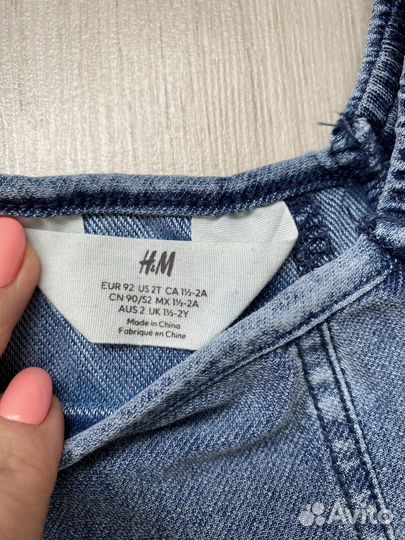 H&M
EUR 92 US 2T CA 1½-2A
CN 90/52 MX 1½-2A
AUS 2 UK 1½-2Y
Made in China
Fabriqué en Chine
Avito